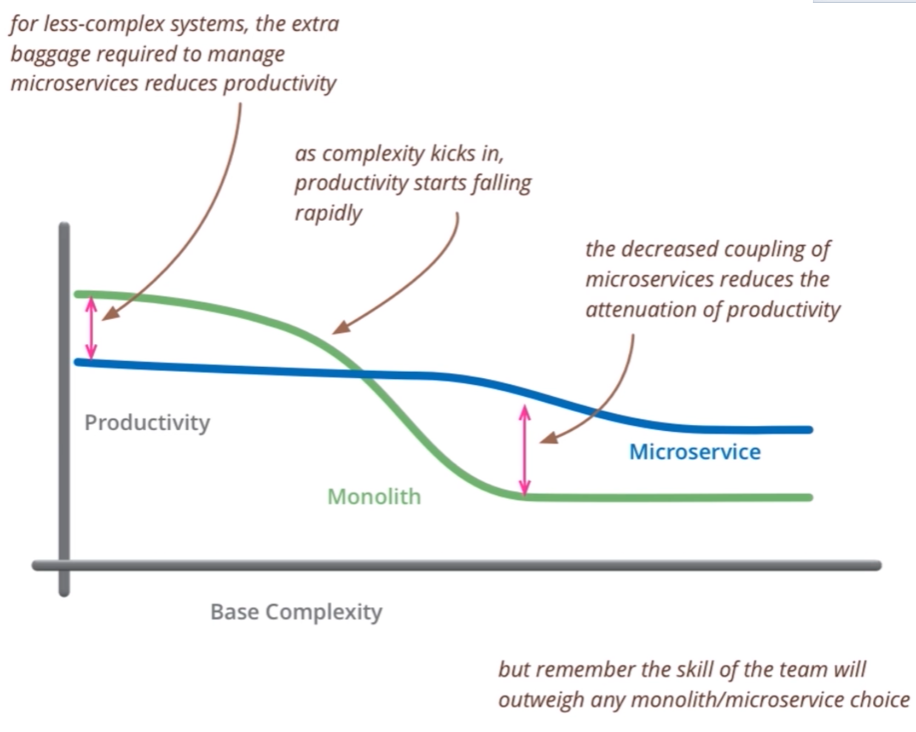 for less-complex systems, the extra
baggage required to manage
microservices reduces productivity
as complexity kicks in,
productivity starts falling
rapidly
the decreased coupling of
microservices reduces the
attenuation of productivity
Productivity
Microservice
Monolith
Base Complexity
but remember the skill of the team will
outweigh any monolith/microservice choice